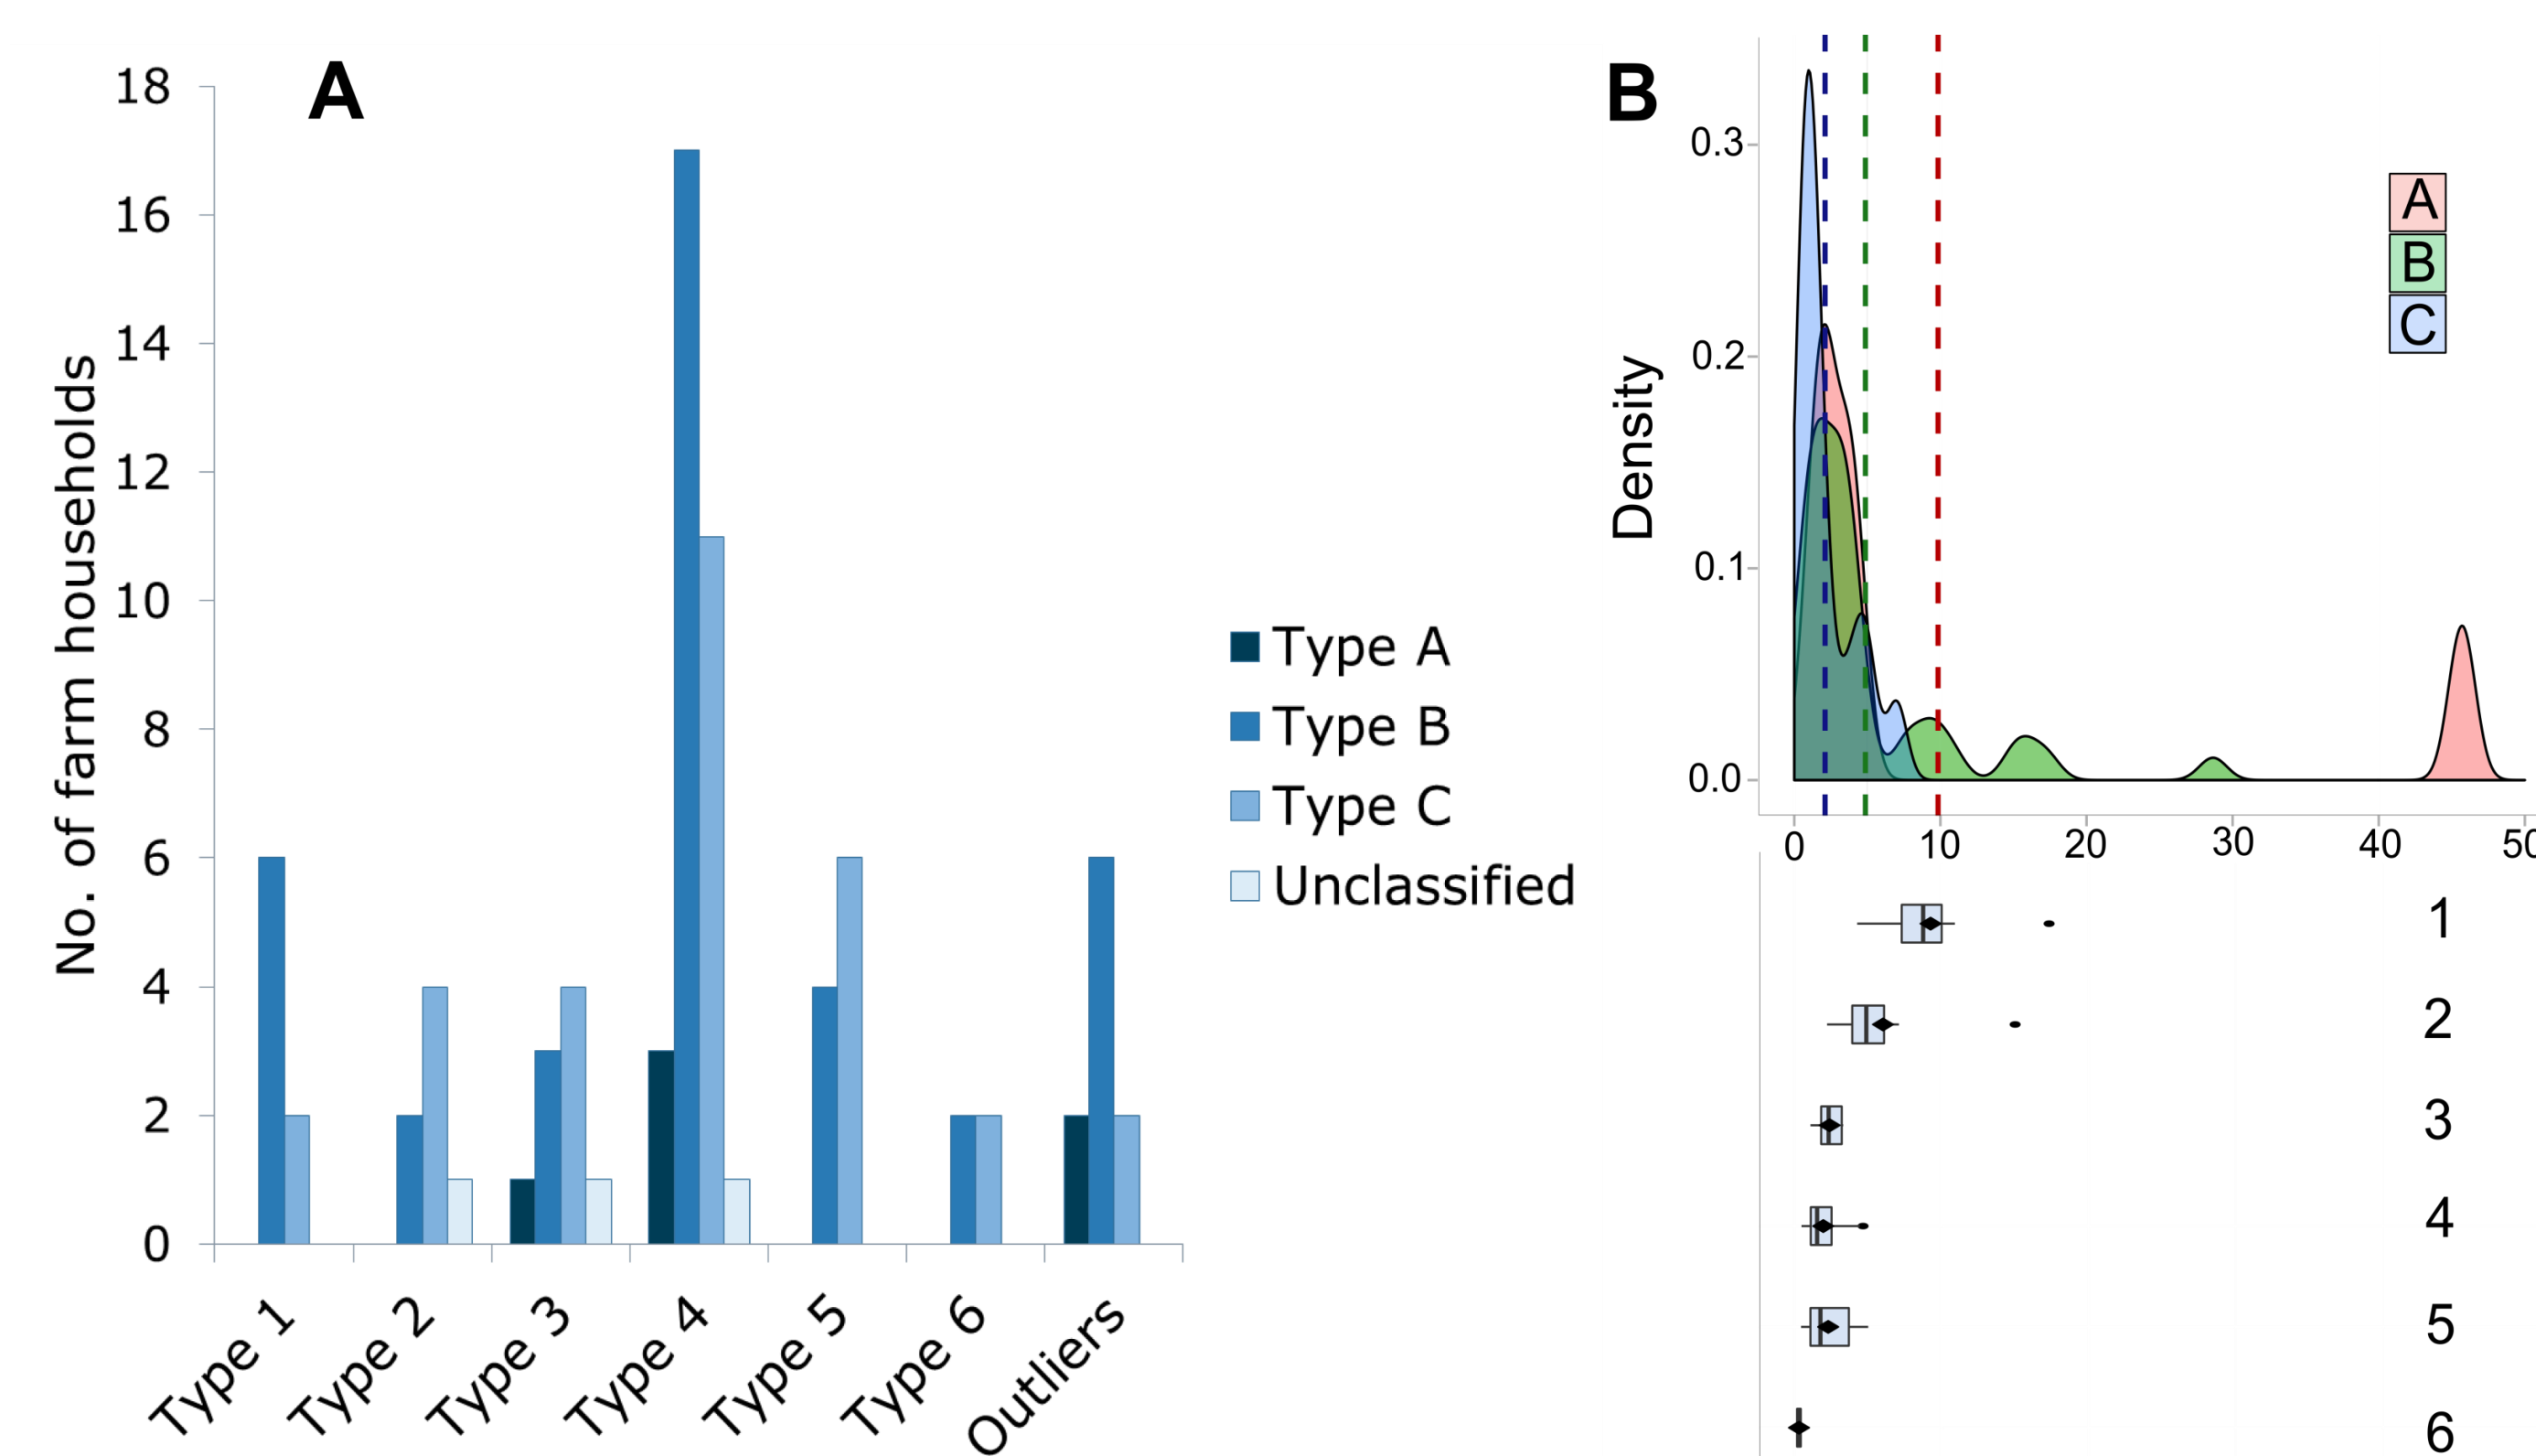 A
18
16
14
12
10
8
6
4
2
0
No. of farm households
Type 1
Type 2
Type 3
Type 4
Type 5
Type 6
Outliers
Type A
Type B
Type C
Unclassified
B
0.3
0.2
0.1
0.0
Density
A
B
C
0 10 20 30 40 50
1
2
3
4
5
6